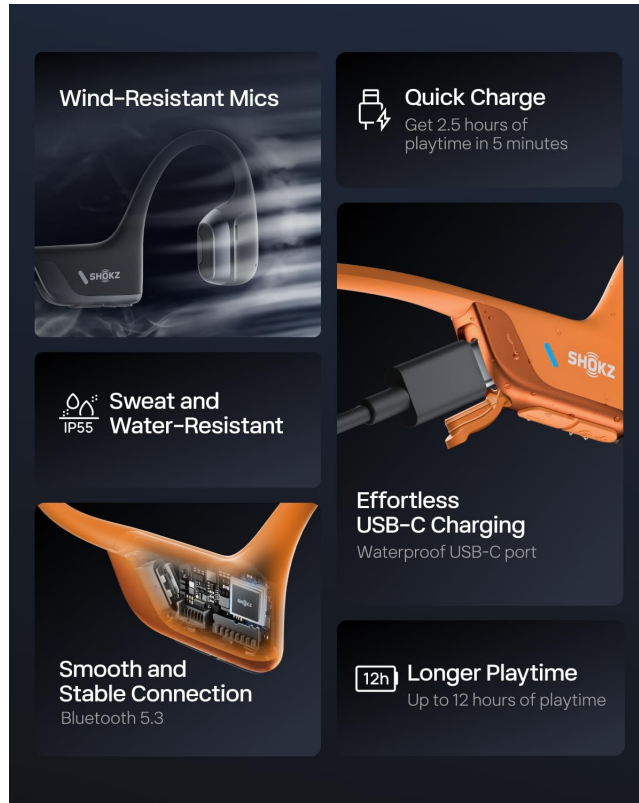 Wind-Resistant Mics
SHOKZ
Quick Charge
Get 2.5 hours of
playtime in 5 minutes
IP55
Sweat and
Water-Resistant
SHOKZ
Effortless
USB-C Charging
Waterproof USB-C port
SHOKZ
Smooth and
Stable Connection
Bluetooth 5.3
12h
Longer Playtime
Up to 12 hours of playtime